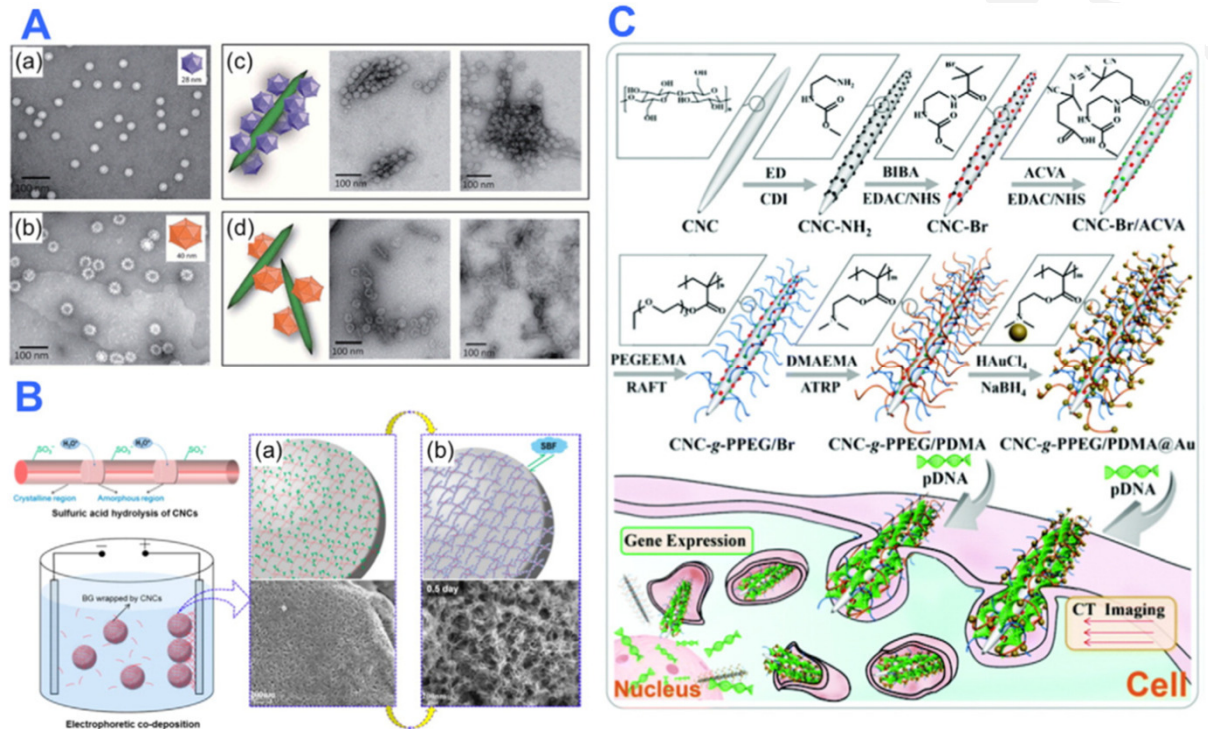 A
(a)
28 nm
100 nm
(c)
100 nm
100 nm
(b)
40 nm
100 nm
(d)
100 nm
100 nm
B
SO₃⁻
H₃O⁺
SO₃⁻
H₃O⁺
SO₃⁻
Crystalline region
Amorphous region
Sulfuric acid hydrolysis of CNCs
BG wrapped by CNCs
Electrophoretic co-deposition
(a)
(b)
SBF
0.5 day
C
CNC
ED
CDI
CNC-NH₂
BIBA
EDAC/NHS
CNC-Br
ACVA
EDAC/NHS
CNC-Br/ACVA
PEGEEMA
RAFT
CNC-g-PPEG/Br
DMAEMA
ATRP
CNC-g-PPEG/PDMA
HAuCl₄
NaBH₄
CNC-g-PPEG/PDMA@Au
pDNA
pDNA
Gene Expression
CT Imaging
Nucleus
Cell